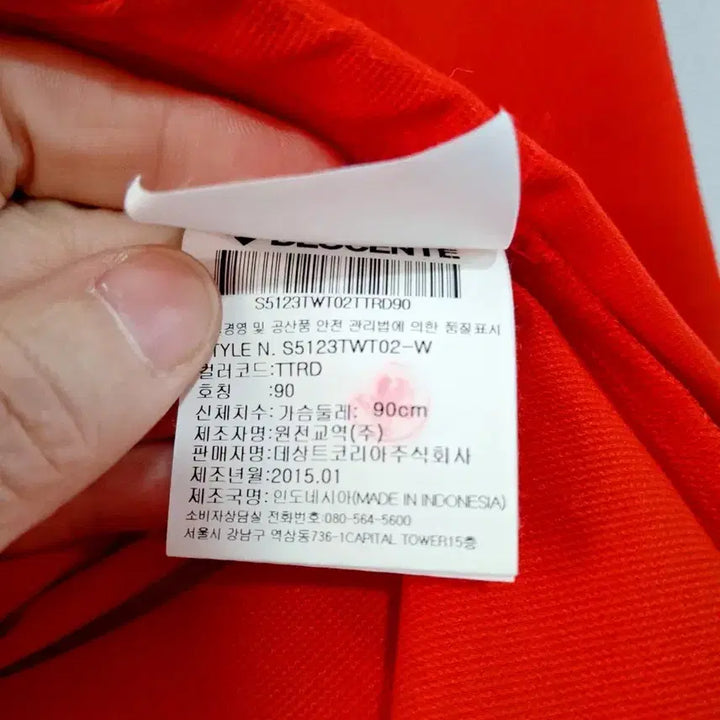 DESCENTE
S5123TWT02TTRD90
경영 및 공산품 안전 관리법에 의한 품질표시
STYLE N. S5123TWT02-W
컬러코드:TTRD
호칭 :90
신체치수: 가슴둘레: 90cm
제조자명:원전교역(주)
판매자명:데상트코리아주식회사
제조년월:2015.01
제조국명: 인도네시아(MADE IN INDONESIA)
소비자상담실 전화번호:080-564-5600
서울시 강남구 역삼동736-1CAPITAL TOWER15층